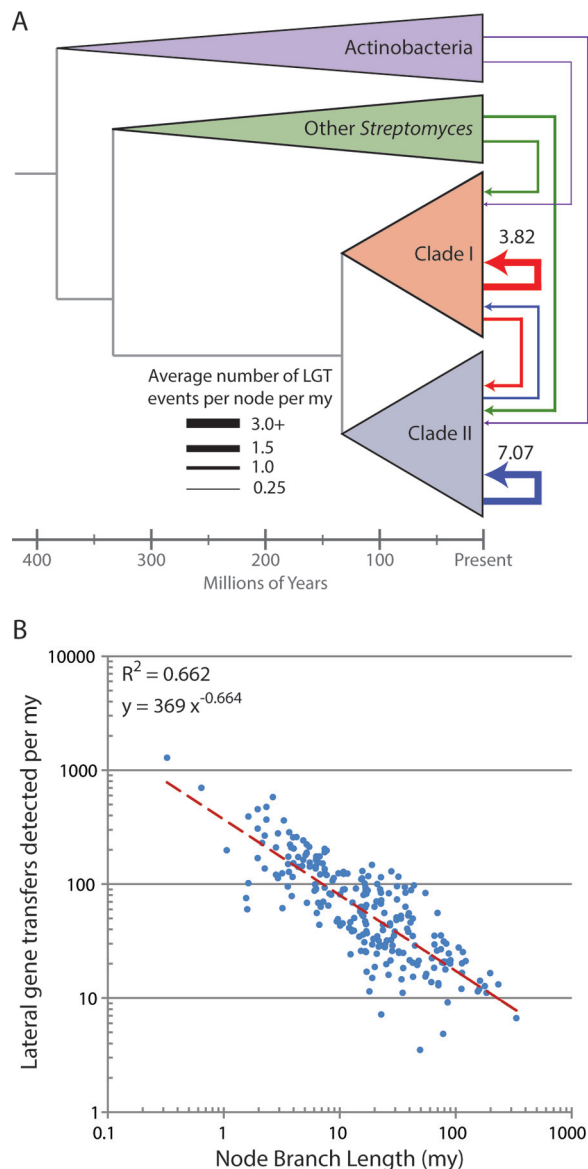 A
Actinobacteria
Other Streptomyces
Clade I
3.82
Average number of LGT
events per node per my
3.0+
1.5
1.0
0.25
Clade II
7.07
400
300
200
100
Present
Millions of Years
B
Lateral gene transfers detected per my
10000
1000
100
10
1
R² = 0.662
y = 369 x⁻⁰·⁶⁶⁴
0.1
1
10
100
1000
Node Branch Length (my)